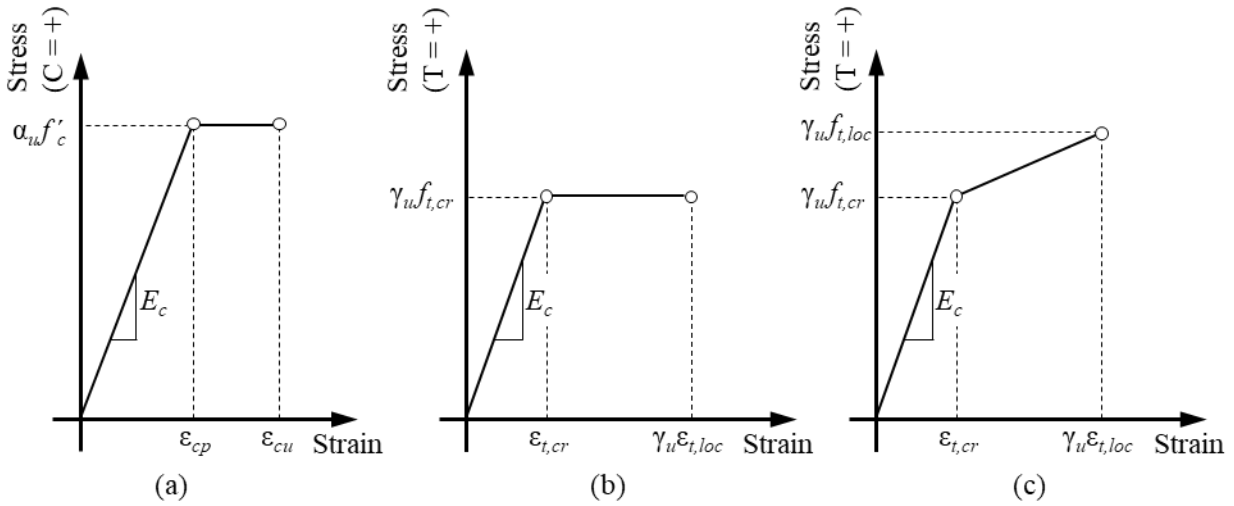 Stress
(C = +)
αuf′c
Ec
εcp
εcu
Strain
(a)
Stress
(T = +)
γuft,cr
Ec
εt,cr
γuεt,loc
Strain
(b)
Stress
(T = +)
γuft,loc
γuft,cr
Ec
εt,cr
γuεt,loc
Strain
(c)